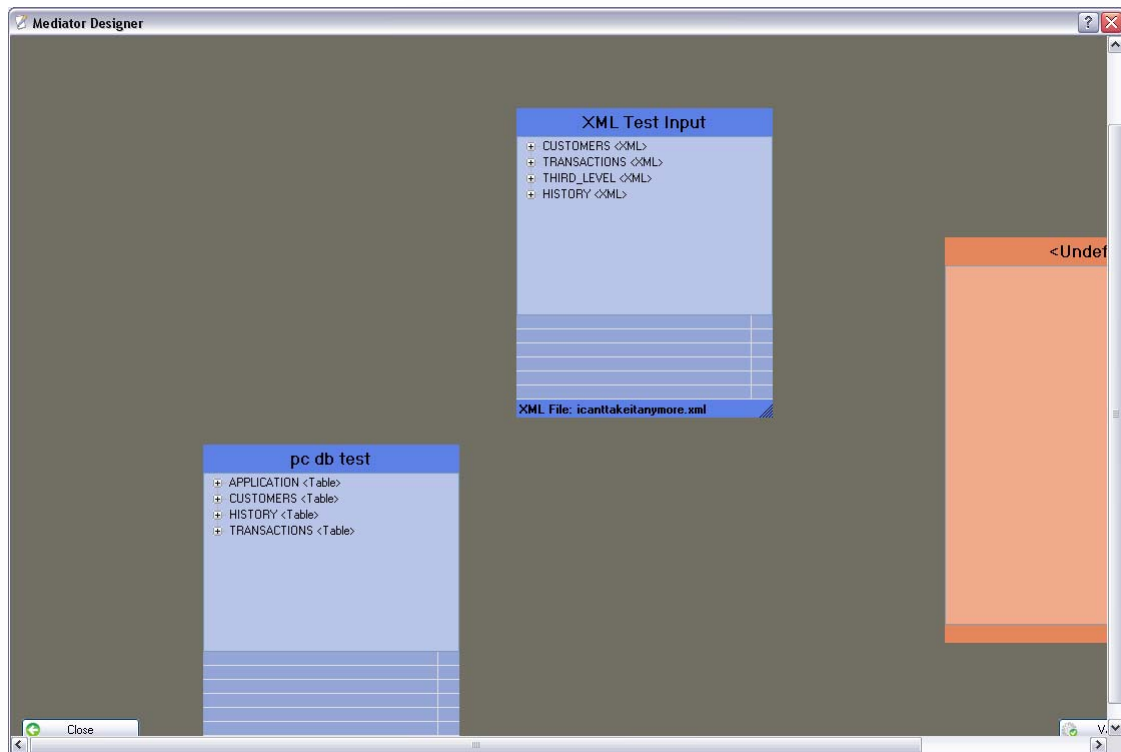 Mediator Designer
XML Test Input
CUSTOMERS <XML>
TRANSACTIONS <XML>
THIRD_LEVEL <XML>
HISTORY <XML>
<Undef
XML File: icanttakeitanymore.xml
pc db test
APPLICATION <Table>
CUSTOMERS <Table>
HISTORY <Table>
TRANSACTIONS <Table>
Close
V